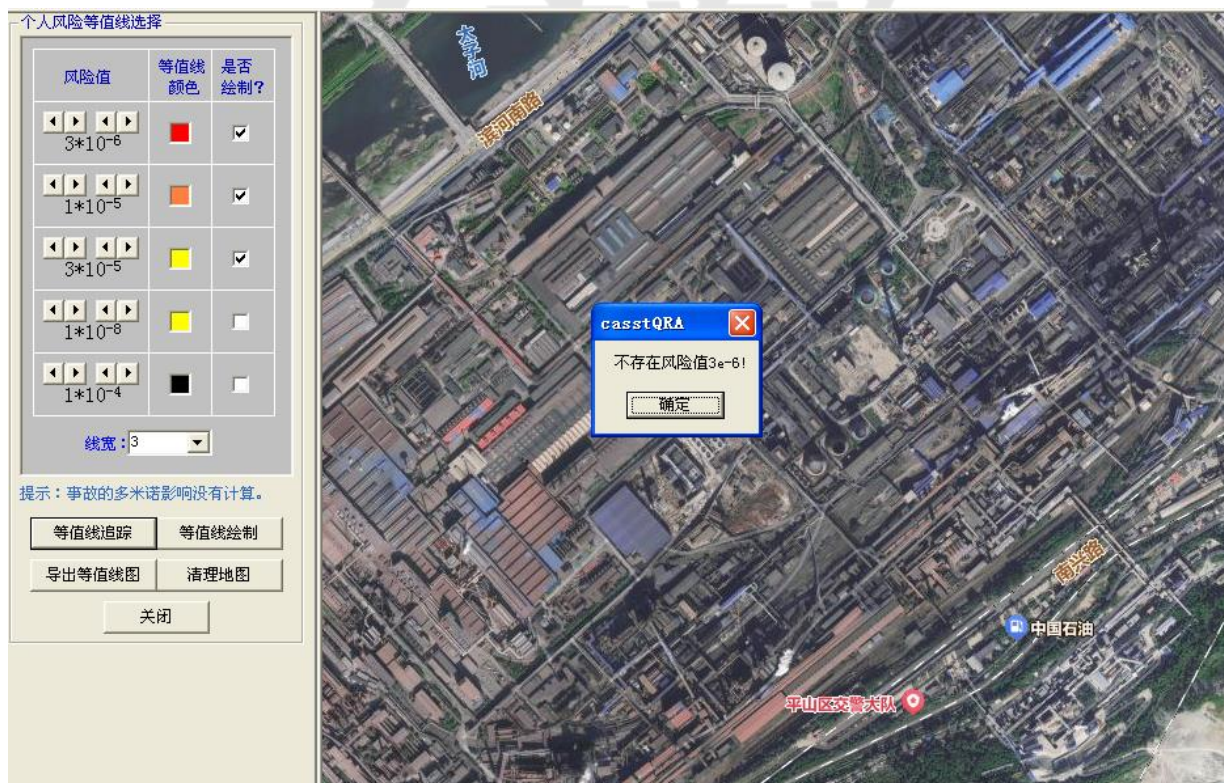 个人风险等值线选择
风险值
等值线
颜色
是否
绘制?
3*10-6
1*10-5
3*10-5
1*10-8
1*10-4
线宽:3
提示:事故的多米诺影响没有计算。
等值线追踪
等值线绘制
导出等值线图
清理地图
关闭
太子河
滨河南路
casstQRA
不存在风险值3e-6!
确定
南兴路
中国石油
平山区交警大队